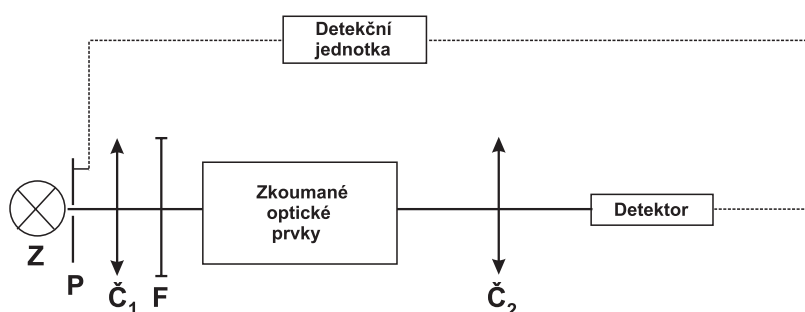 Detekční
jednotka
Zkoumané
optické
prvky
Detektor
Z
P
Č1
F
Č2